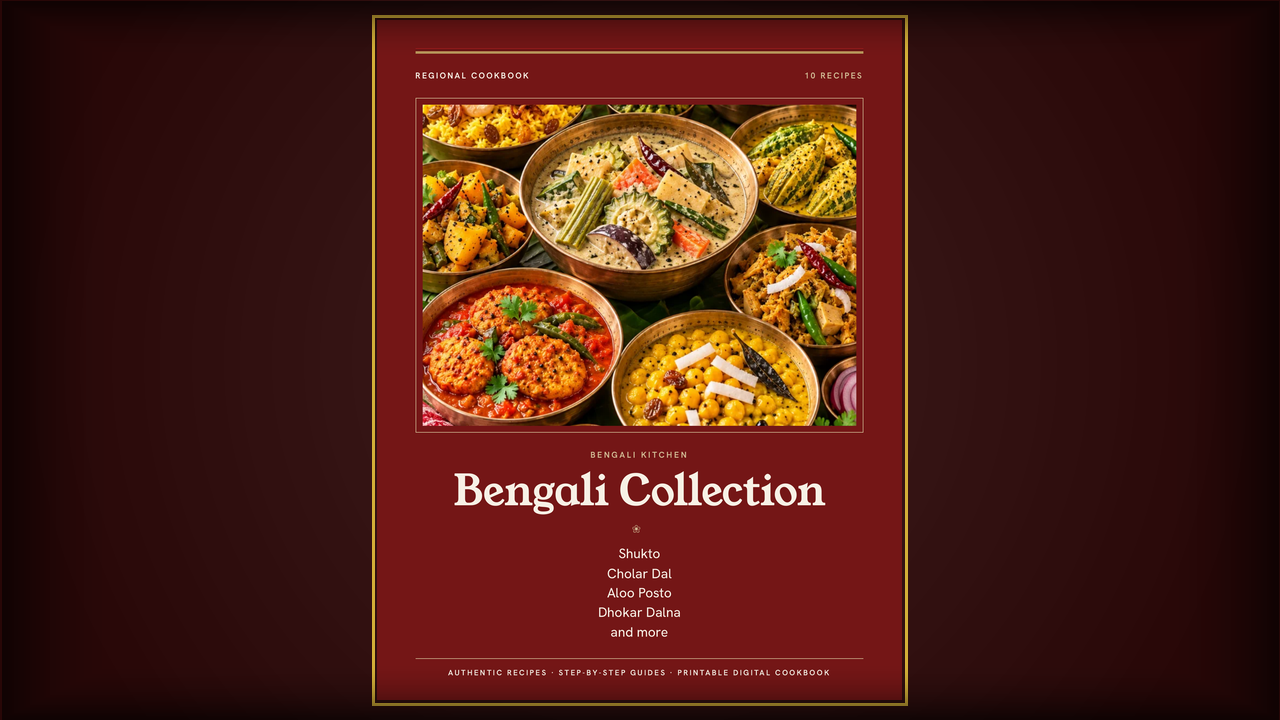 REGIONAL COOKBOOK
10 RECIPES
BENGALI KITCHEN
Bengali Collection
Shukto
Cholar Dal
Aloo Posto
Dhokar Dalna
and more
AUTHENTIC RECIPES · STEP-BY-STEP GUIDES · PRINTABLE DIGITAL COOKBOOK